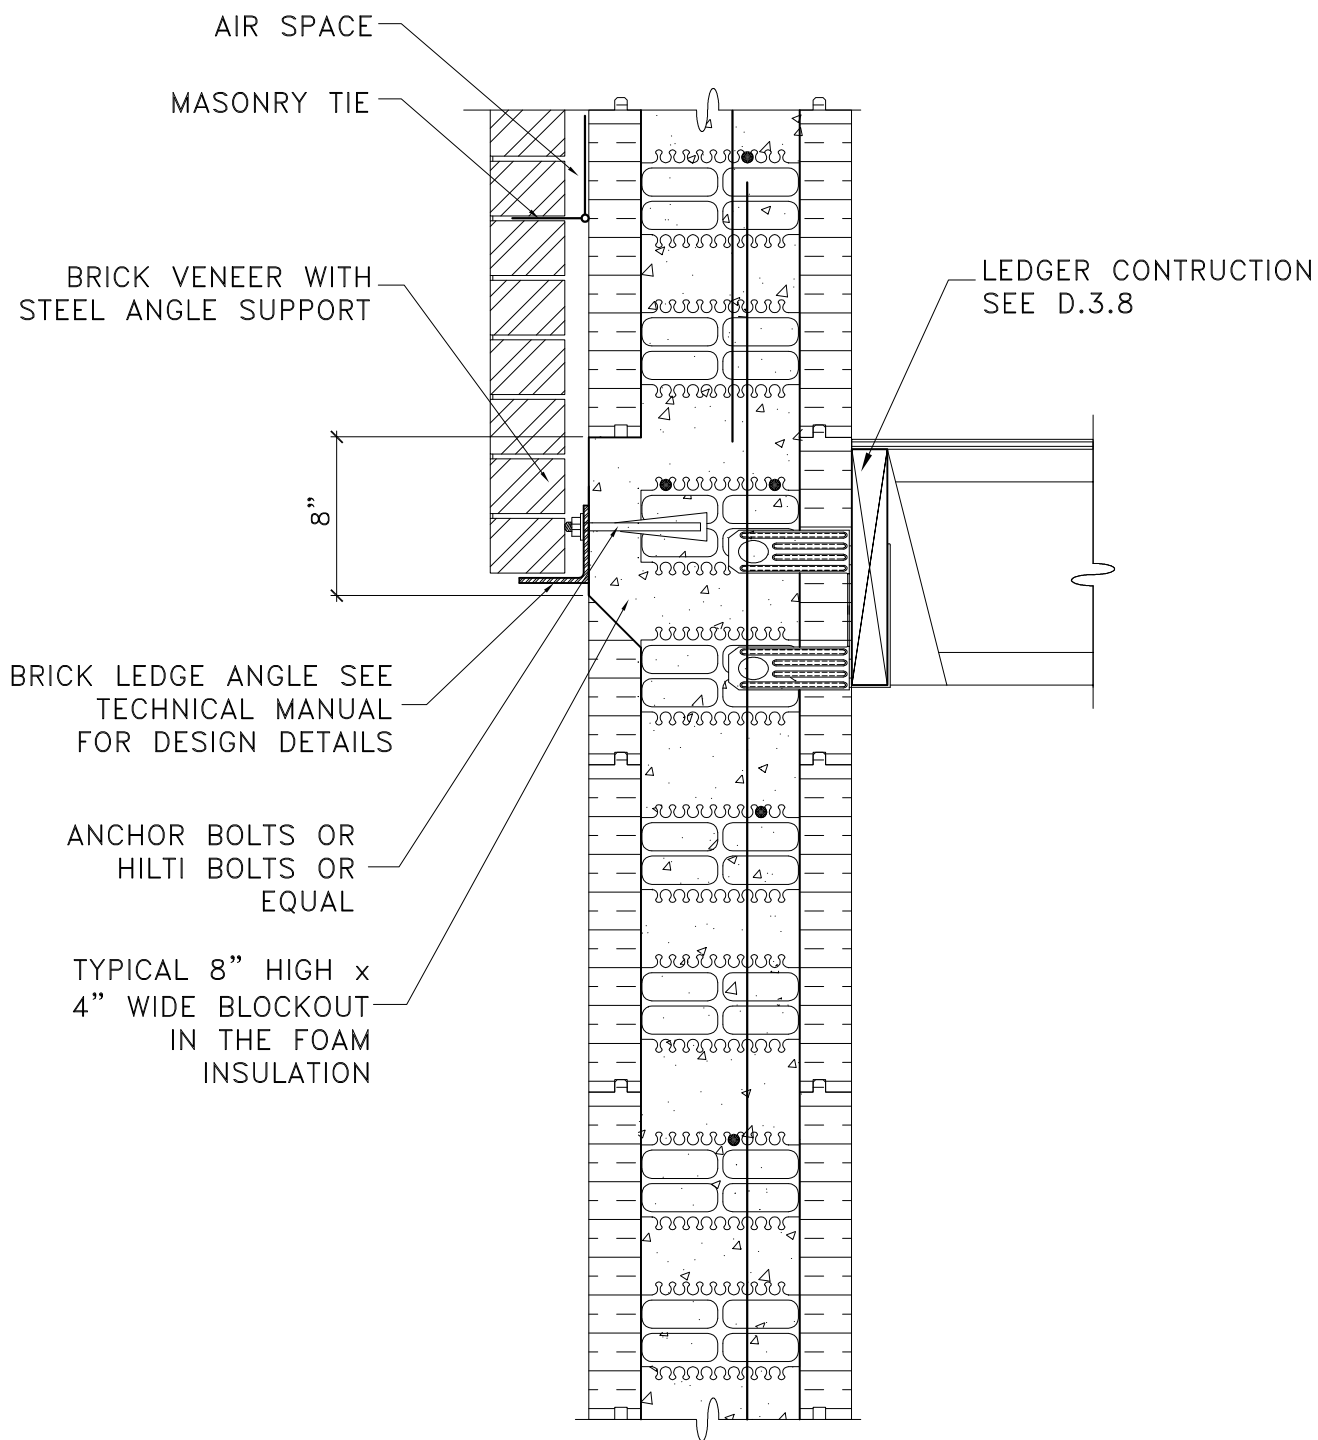 AIR SPACE
MASONRY TIE
BRICK VENEER WITH
STEEL ANGLE SUPPORT
LEDGER CONTRUCTION
SEE D.3.8
8”
BRICK LEDGE ANGLE SEE
TECHNICAL MANUAL
FOR DESIGN DETAILS
ANCHOR BOLTS OR
HILTI BOLTS OR
EQUAL
TYPICAL 8” HIGH x
4” WIDE BLOCKOUT
IN THE FOAM
INSULATION